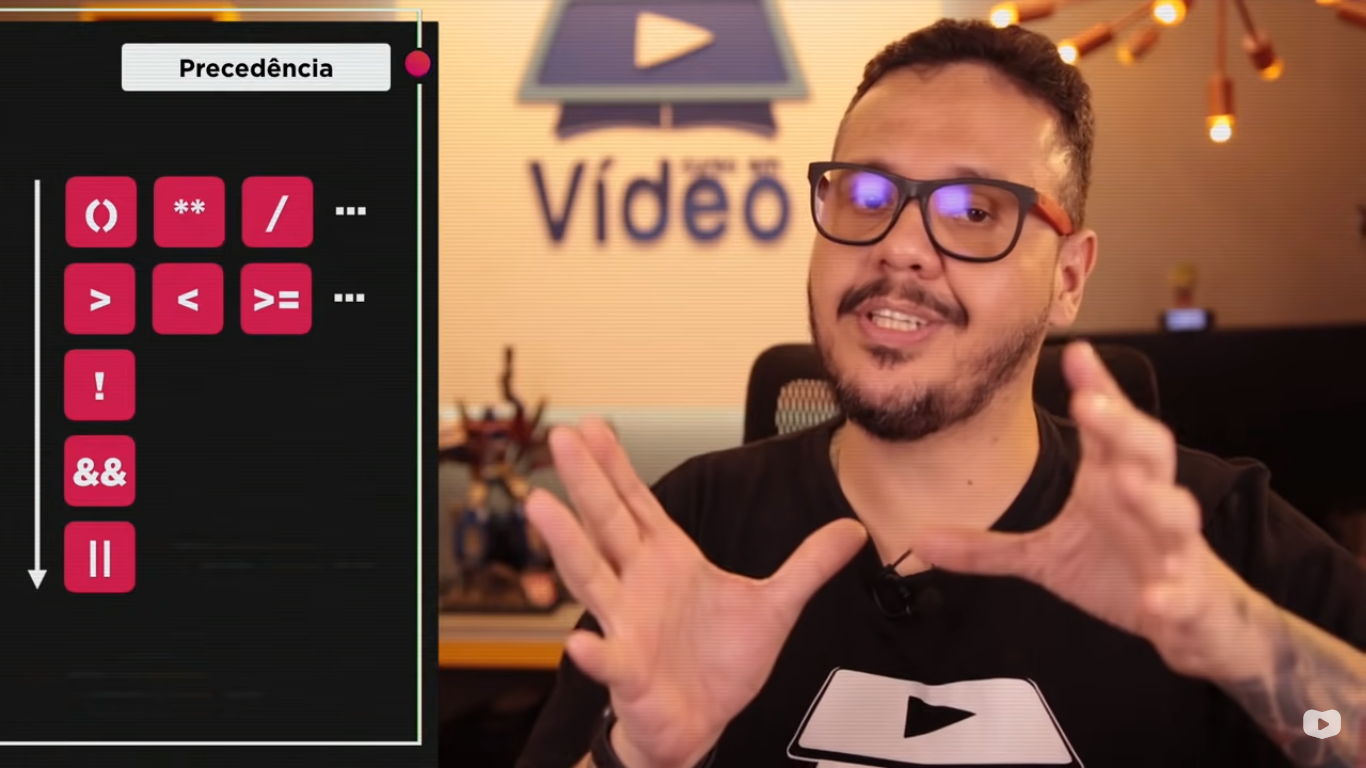 Precedência
() ** / ...
> < >= ...
!
&&
||
Vídeo